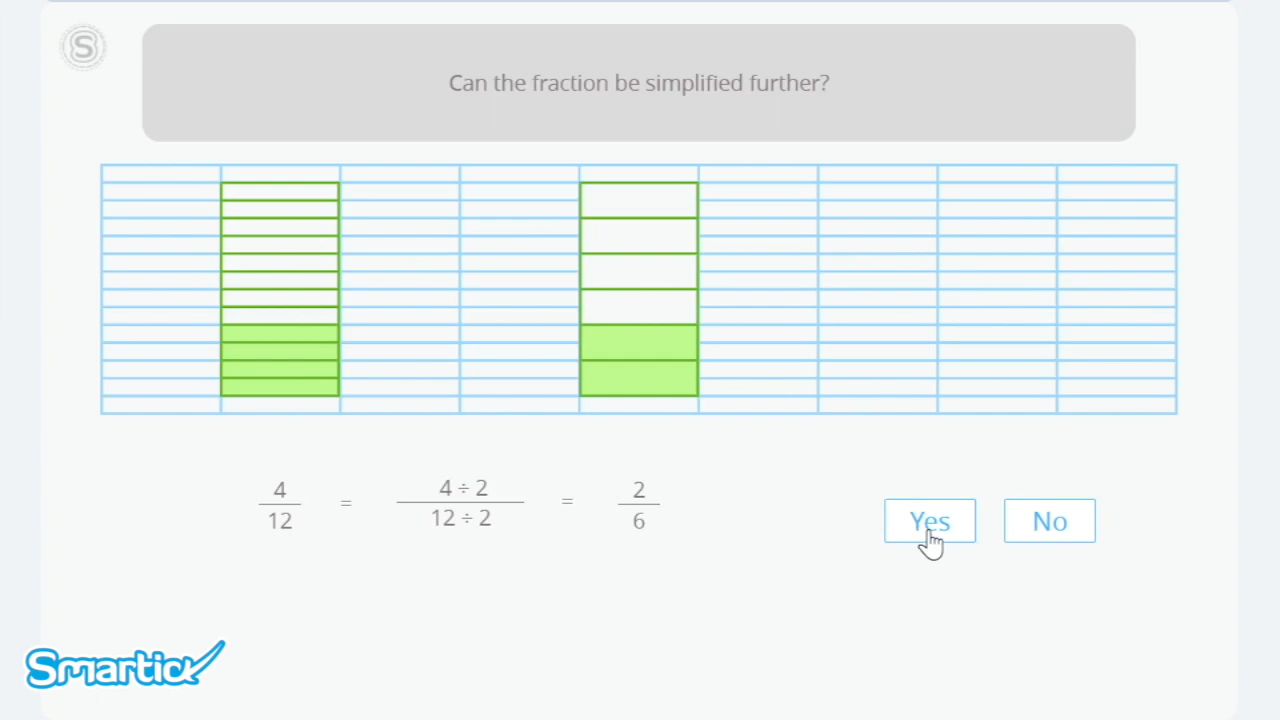 S
Can the fraction be simplified further?
4/12 = (4 ÷ 2)/(12 ÷ 2) = 2/6
Yes No
Smartick